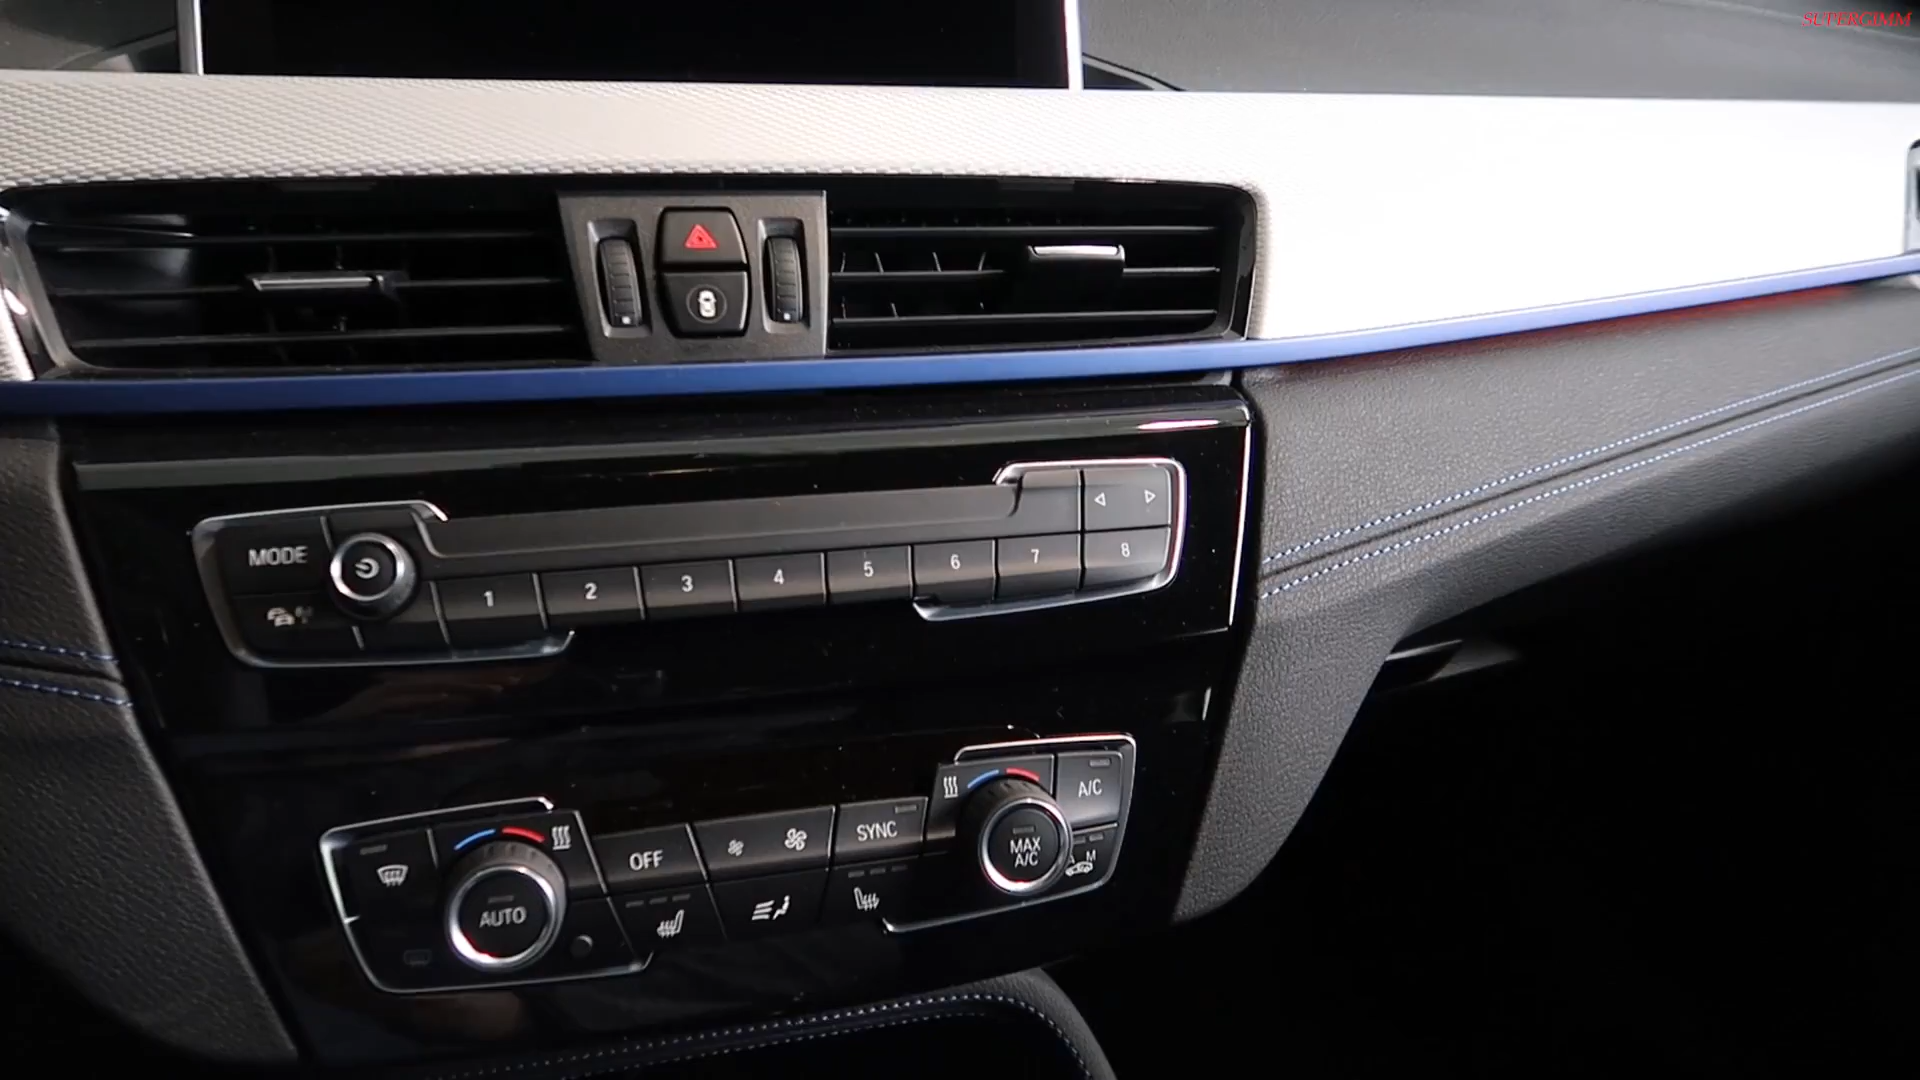 SUPERGIMM
MODE
1 2 3 4 5 6 7 8
A/C
SYNC
OFF
MAX
A/C
A M
AUTO